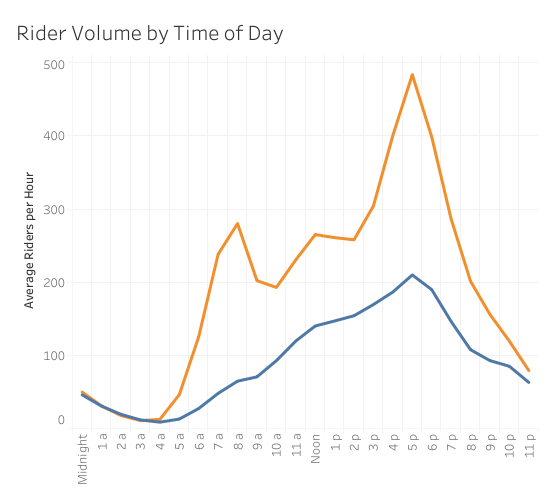 Rider Volume by Time of Day
500
400
300
200
100
0
Average Riders per Hour
Midnight
1 a
2 a
3 a
4 a
5 a
6 a
7 a
8 a
9 a
10 a
11 a
Noon
1 p
2 p
3 p
4 p
5 p
6 p
7 p
8 p
9 p
10 p
11 p